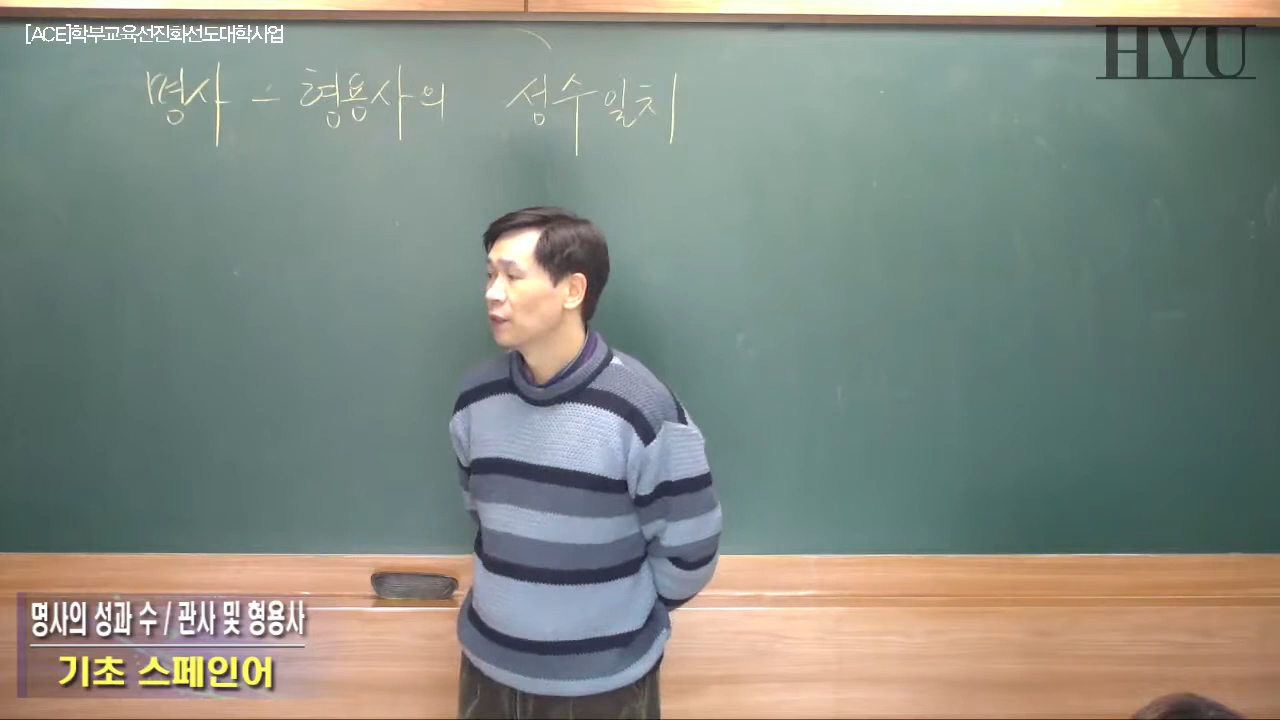 [ACE]학부교육선진화선도대학사업
HYU
명사 - 형용사의 성수일치
명사의 성과 수 / 관사 및 형용사
기초 스페인어